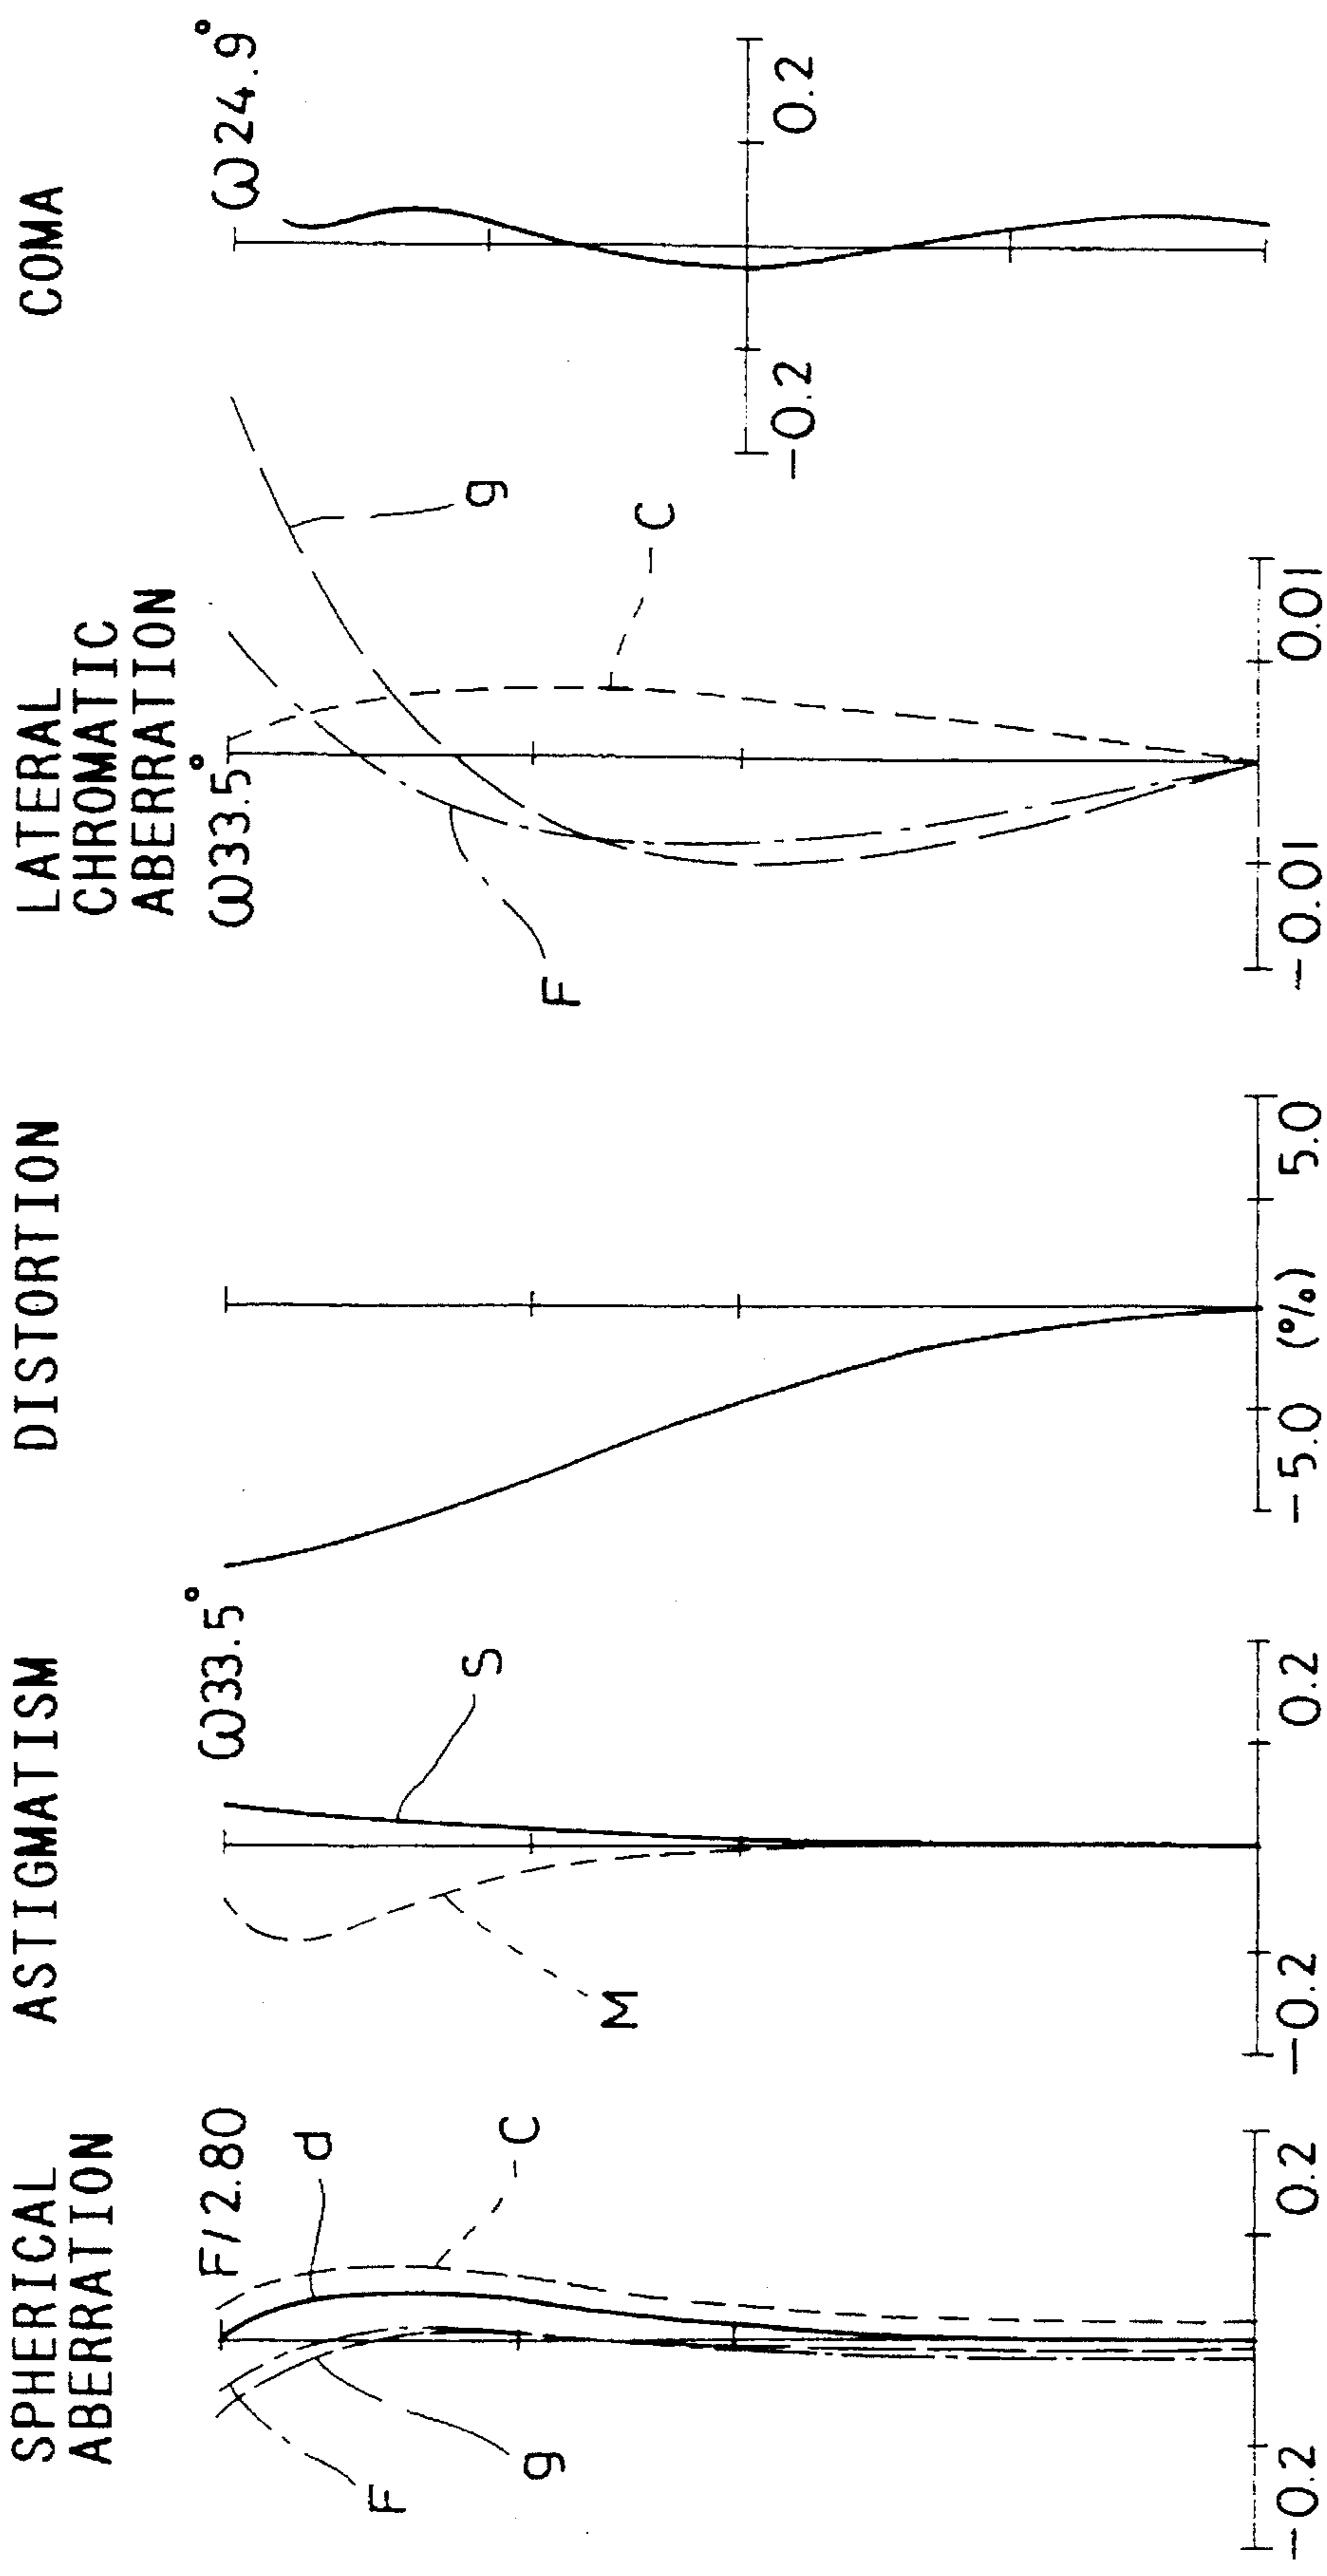 SPHERICAL
ABERRATION
F/2.80
d
C
F
g
-0.2
0.2
ASTIGMATISM
ω33.5°
S
M
-0.2
0.2
DISTORTION
-5.0
(%)
5.0
LATERAL
CHROMATIC
ABERRATION
ω33.5°
g
C
F
-0.01
0.01
COMA
ω24.9°
-0.2
0.2